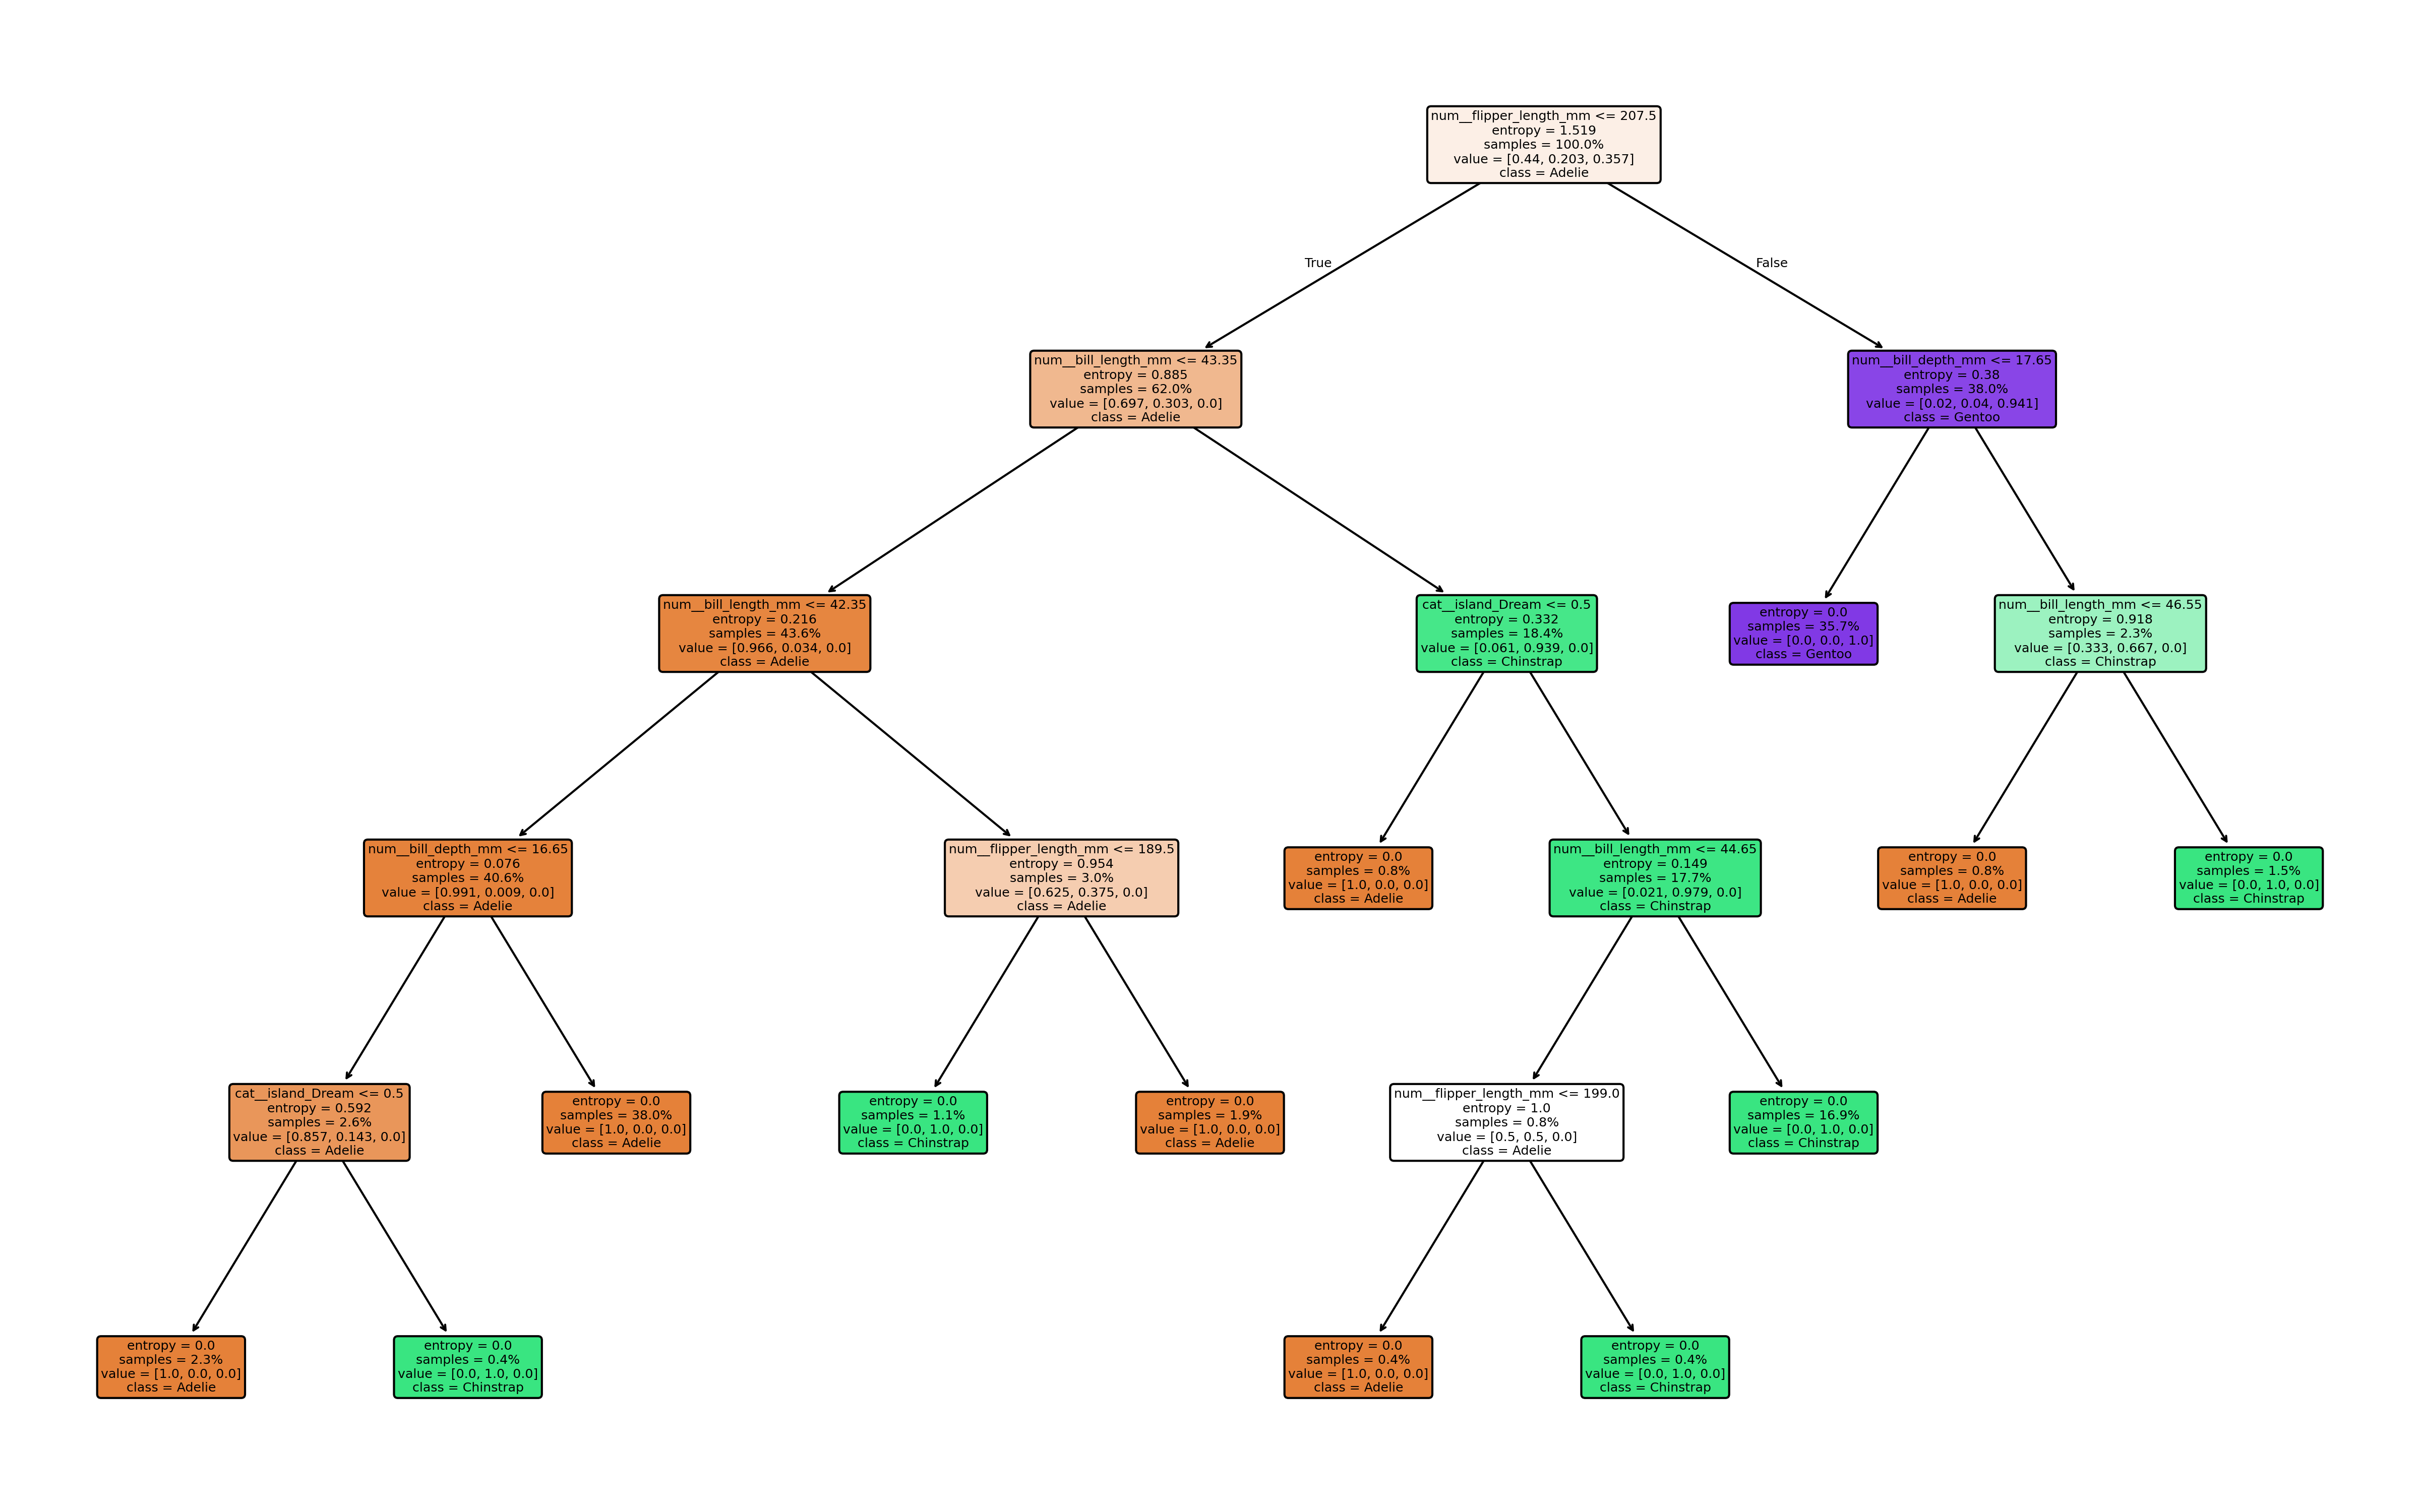 num__flipper_length_mm <= 207.5
entropy = 1.519
samples = 100.0%
value = [0.44, 0.203, 0.357]
class = Adelie
True
False
num__bill_length_mm <= 43.35
entropy = 0.885
samples = 62.0%
value = [0.697, 0.303, 0.0]
class = Adelie
num__bill_depth_mm <= 17.65
entropy = 0.38
samples = 38.0%
value = [0.02, 0.04, 0.941]
class = Gentoo
num__bill_length_mm <= 42.35
entropy = 0.216
samples = 43.6%
value = [0.966, 0.034, 0.0]
class = Adelie
cat__island_Dream <= 0.5
entropy = 0.332
samples = 18.4%
value = [0.061, 0.939, 0.0]
class = Chinstrap
entropy = 0.0
samples = 35.7%
value = [0.0, 0.0, 1.0]
class = Gentoo
num__bill_length_mm <= 46.55
entropy = 0.918
samples = 2.3%
value = [0.333, 0.667, 0.0]
class = Chinstrap
num__bill_depth_mm <= 16.65
entropy = 0.076
samples = 40.6%
value = [0.991, 0.009, 0.0]
class = Adelie
num__flipper_length_mm <= 189.5
entropy = 0.954
samples = 3.0%
value = [0.625, 0.375, 0.0]
class = Adelie
entropy = 0.0
samples = 0.8%
value = [1.0, 0.0, 0.0]
class = Adelie
num__bill_length_mm <= 44.65
entropy = 0.149
samples = 17.7%
value = [0.021, 0.979, 0.0]
class = Chinstrap
entropy = 0.0
samples = 0.8%
value = [1.0, 0.0, 0.0]
class = Adelie
entropy = 0.0
samples = 1.5%
value = [0.0, 1.0, 0.0]
class = Chinstrap
cat__island_Dream <= 0.5
entropy = 0.592
samples = 2.6%
value = [0.857, 0.143, 0.0]
class = Adelie
entropy = 0.0
samples = 38.0%
value = [1.0, 0.0, 0.0]
class = Adelie
entropy = 0.0
samples = 1.1%
value = [0.0, 1.0, 0.0]
class = Chinstrap
entropy = 0.0
samples = 1.9%
value = [1.0, 0.0, 0.0]
class = Adelie
num__flipper_length_mm <= 199.0
entropy = 1.0
samples = 0.8%
value = [0.5, 0.5, 0.0]
class = Adelie
entropy = 0.0
samples = 16.9%
value = [0.0, 1.0, 0.0]
class = Chinstrap
entropy = 0.0
samples = 2.3%
value = [1.0, 0.0, 0.0]
class = Adelie
entropy = 0.0
samples = 0.4%
value = [0.0, 1.0, 0.0]
class = Chinstrap
entropy = 0.0
samples = 0.4%
value = [1.0, 0.0, 0.0]
class = Adelie
entropy = 0.0
samples = 0.4%
value = [0.0, 1.0, 0.0]
class = Chinstrap